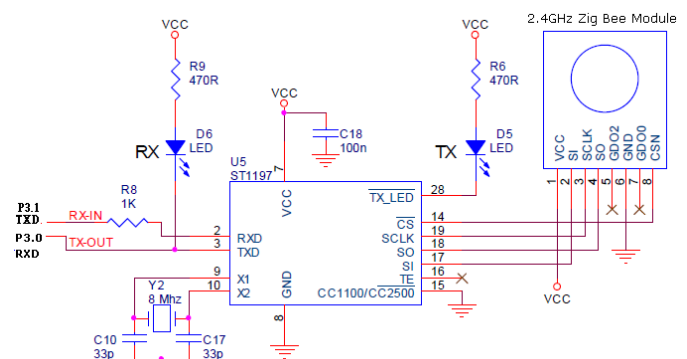 2.4GHz Zig Bee Module
VCC
VCC
R9
470R
R6
470R
VCC
D6
LED
RX
C18
100n
TX
D5
LED
VCC
SI
SCLK
SO
GDO2
GND
GDO0
CSN
1
2
3
4
5
6
7
8
U5
ST1197
7
VCC
TX_LED
28
R8
1K
P3.1
TXD
RX-IN
P3.0
TX-OUT
RXD
2
RXD
3
TXD
CS
14
SCLK
19
SO
18
SI
17
TE
16
CC1100/CC2500
15
9
X1
10
X2
GND
8
Y2
8 Mhz
VCC
C10
33p
C17
33p